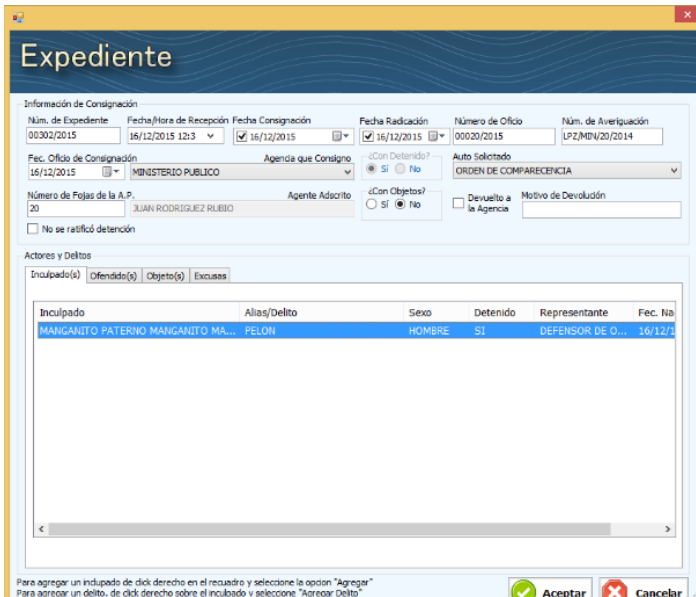 Expediente
Información de Consignación
Núm. de Expediente Fecha/Hora de Recepción Fecha Consignación Fecha Radicación Número de Oficio Núm. de Averiguación
00302/2015 16/12/2015 12:3 16/12/2015 16/12/2015 00020/2015 LPZ/MIN/20/2014
Fec. Oficio de Consignación Agencia que Consigno ¿Con Detenido? Auto Solicitado
16/12/2015 MINISTERIO PUBLICO Sí No ORDEN DE COMPARECENCIA
Número de Fojas de la A.P. Agente Adscrito ¿Con Objetos? Devuelto a la Agencia Motivo de Devolución
20 JUAN RODRIGUEZ RUBIO Sí No
No se ratificó detención
Actores y Delitos
Inculpado(s) Ofendido(s) Objeto(s) Excusas
Inculpado Alias/Delito Sexo Detenido Representante Fec. Na
MANGANITO PATERNO MANGANITO MA... PELON HOMBRE SI DEFENSOR DE O... 16/12/1
Para agregar un indupado de click derecho en el recuadro y seleccione la opcion "Agregar"
Para agregar un delito, de click derecho sobre el inculpado y seleccione "Agregar Delito"
Aceptar Cancelar